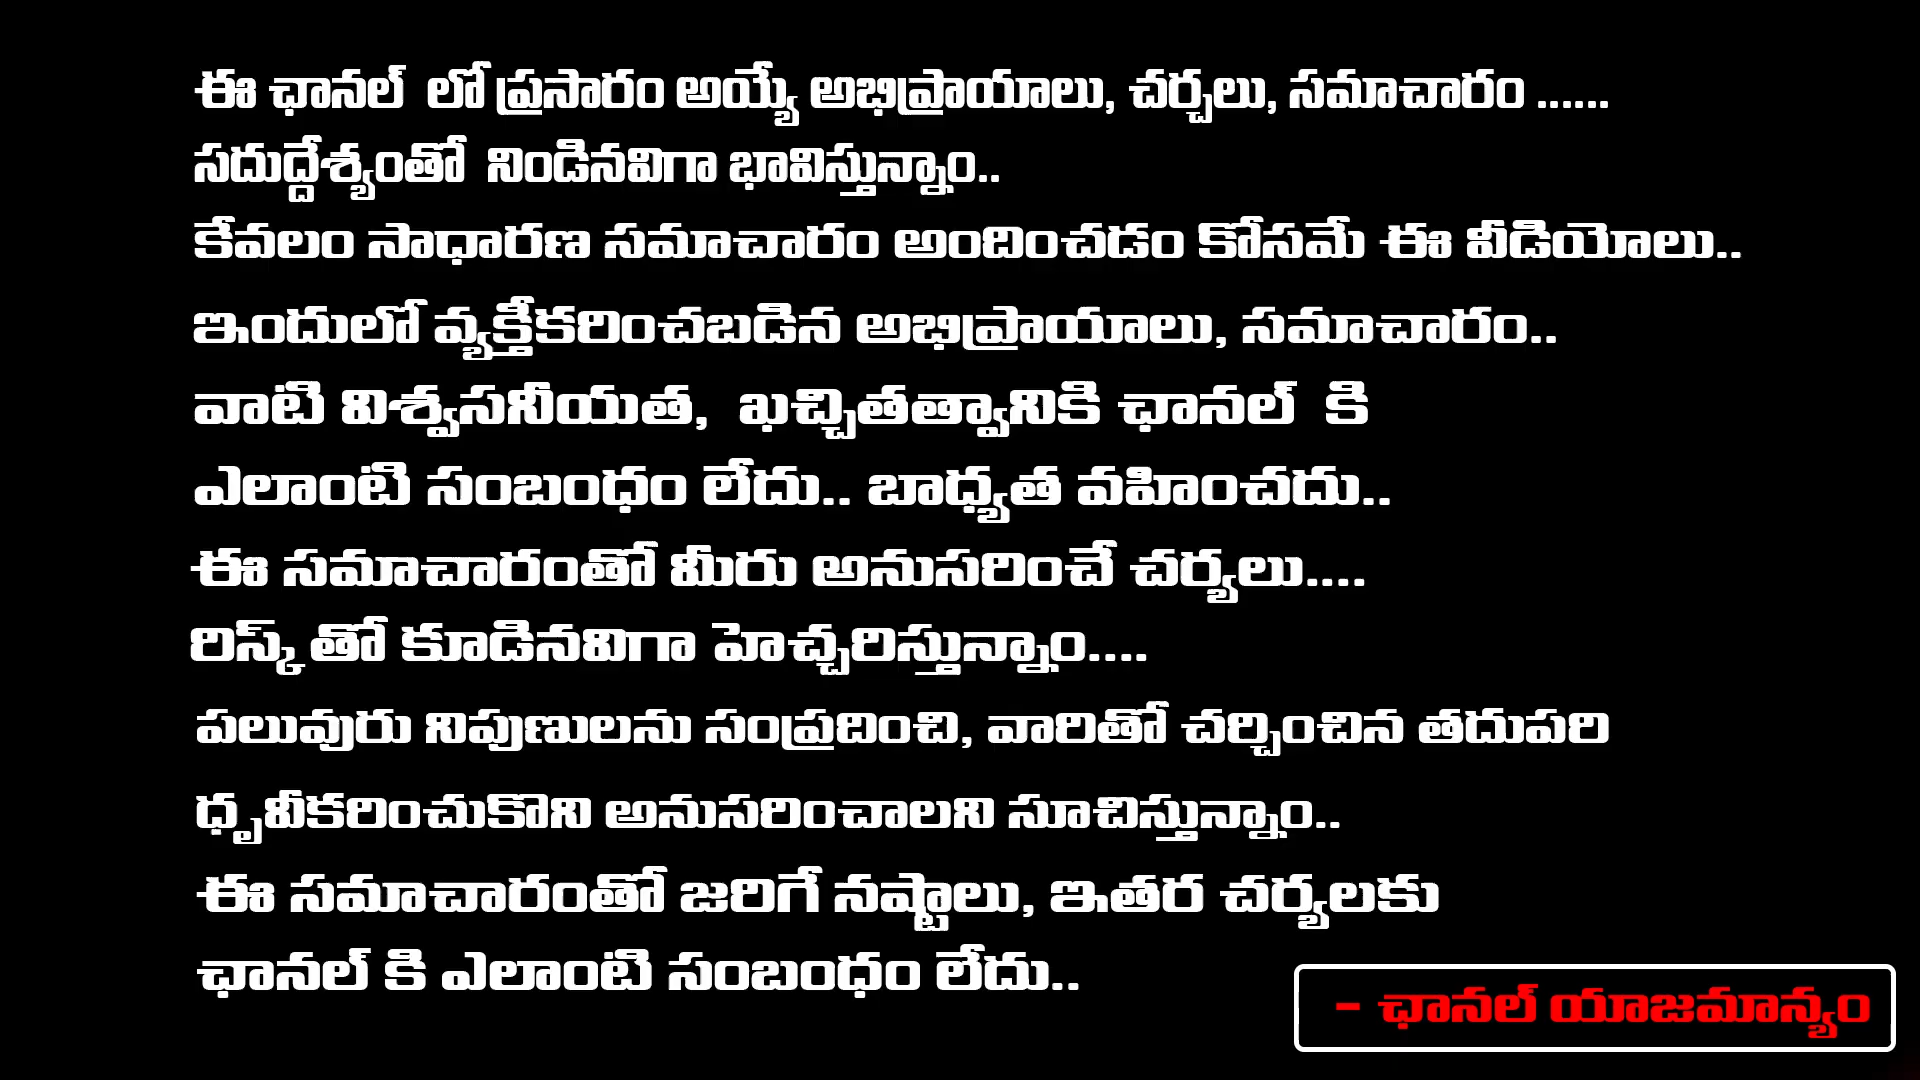 ఈ ఛానల్ లో ప్రసారం అయ్యే అభిప్రాయాలు, చర్చలు, సమాచారం ......
సదుద్దేశ్యంతో నిండినవిగా భావిస్తున్నాం..
కేవలం సాధారణ సమాచారం అందించడం కోసమే ఈ వీడియోలు..
ఇందులో వ్యక్తీకరించబడిన అభిప్రాయాలు, సమాచారం..
వాటి విశ్వసనీయత, ఖచ్చితత్వానికి ఛానల్ కి
ఎలాంటి సంబంధం లేదు.. బాధ్యత వహించదు..
ఈ సమాచారంతో మీరు అనుసరించే చర్యలు....
రిస్క్ తో కూడినవిగా హెచ్చరిస్తున్నాం....
పలువురు నిపుణులను సంప్రదించి, వారితో చర్చించిన తదుపరి
ధృవీకరించుకొని అనుసరించాలని సూచిస్తున్నాం..
ఈ సమాచారంతో జరిగే నష్టాలు, ఇతర చర్యలకు
ఛానల్ కి ఎలాంటి సంబంధం లేదు..
- ఛానల్ యాజమాన్యం